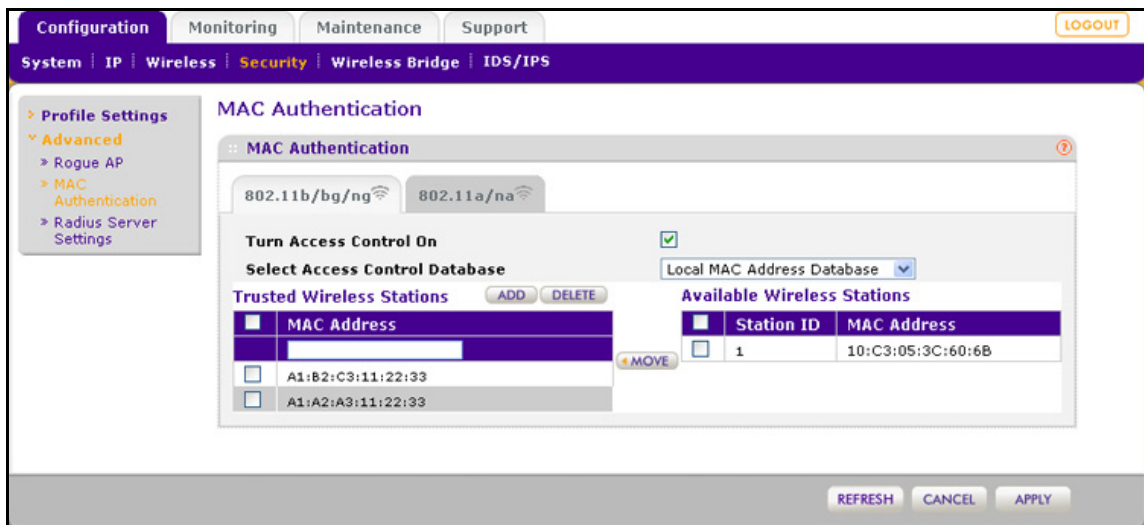 Configuration Monitoring Maintenance Support LOGOUT
System IP Wireless Security Wireless Bridge IDS/IPS
Profile Settings
Advanced
Rogue AP
MAC
Authentication
Radius Server
Settings
MAC Authentication
MAC Authentication ?
802.11b/bg/ng 802.11a/na
Turn Access Control On
Select Access Control Database Local MAC Address Database
Trusted Wireless Stations ADD DELETE
MAC Address
A1:B2:C3:11:22:33
A1:A2:A3:11:22:33
MOVE
Available Wireless Stations
Station ID MAC Address
1 10:C3:05:3C:60:6B
REFRESH CANCEL APPLY